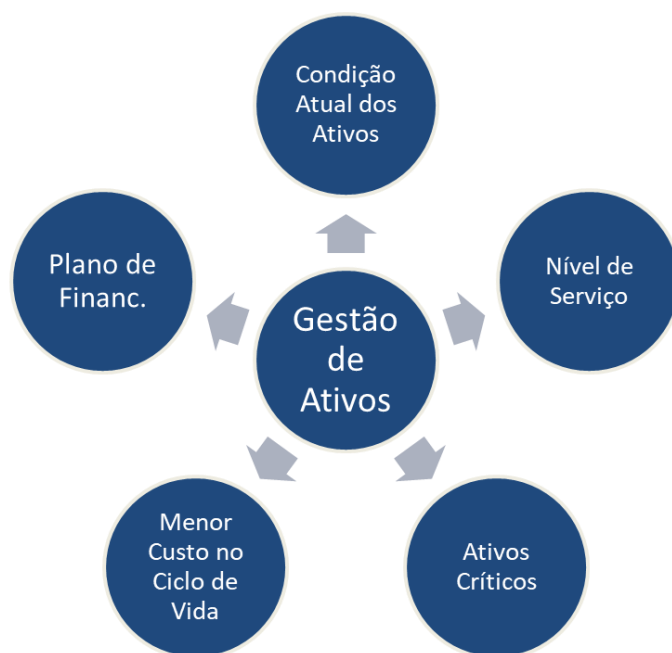 Condição
Atual dos
Ativos
Plano de
Financ.
Nível de
Serviço
Gestão
de
Ativos
Menor
Custo no
Ciclo de
Vida
Ativos
Críticos